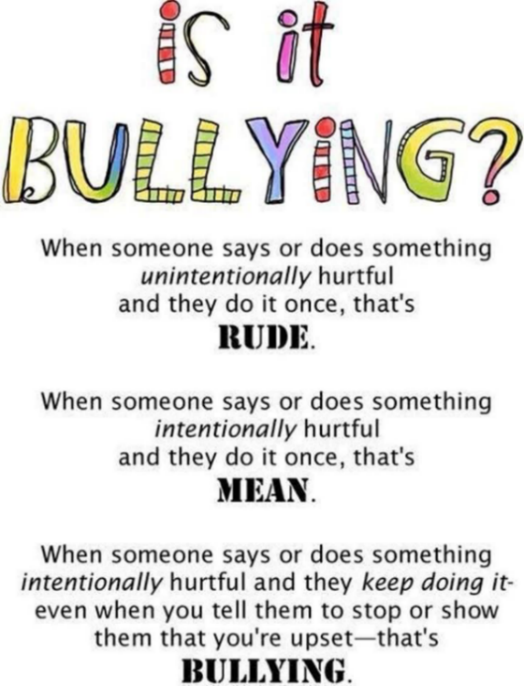 is it
BULLYiNG?
When someone says or does something
unintentionally hurtful
and they do it once, that's
RUDE.
When someone says or does something
intentionally hurtful
and they do it once, that's
MEAN.
When someone says or does something
intentionally hurtful and they keep doing it-
even when you tell them to stop or show
them that you're upset—that's
BULLYING.